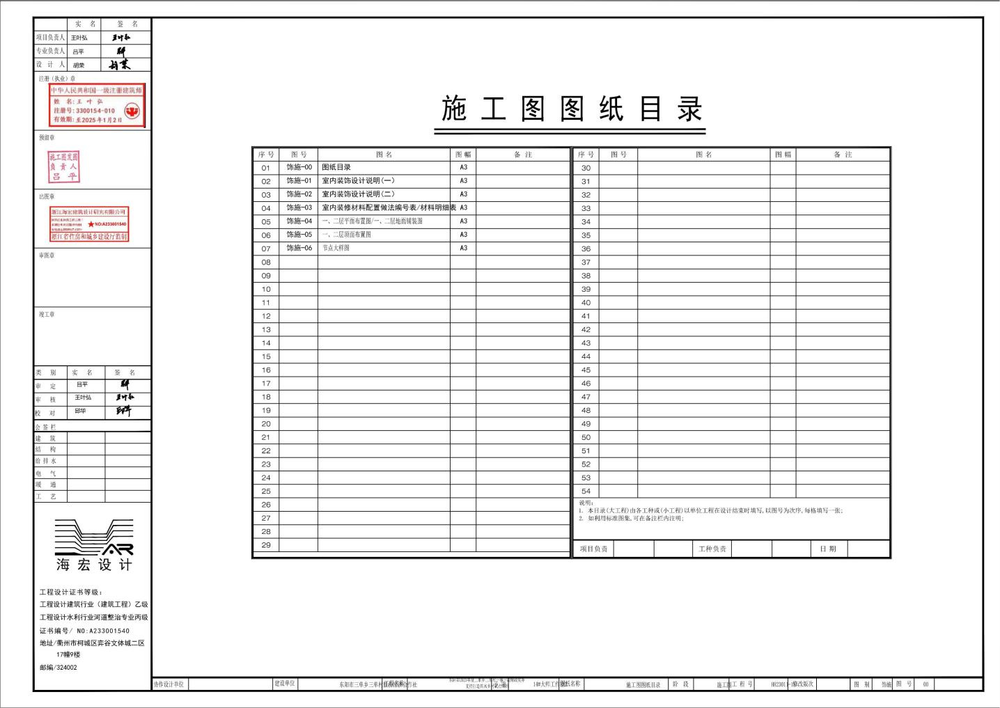 实 名 签 名
项目负责人 王叶弘 王叶弘
专业负责人 吕平
设 计 人 胡荣 胡荣
注册（执业）章
中华人民共和国一级注册建筑师
姓 名:王 叶 弘
注册号:3300154-010
有效期:至2025年1月2日
预留章
施工图发图
负 责 人
吕 平
出图章
浙江海宏建筑设计研究有限公司
★NO:A233001540
浙江省住房和城乡建设厅监制
审图章
竣工章
类 别 实 名 签 名
审 定 吕平
审 核 王叶弘 王叶弘
校 对 邱华 邱华
会签栏
建 筑
结 构
给排水
电 气
暖 通
工 艺
AR
海宏设计
工程设计证书等级:
工程设计建筑行业（建筑工程）乙级
工程设计水利行业河道整治专业丙级
证书编号/ NO:A233001540
地址/衢州市柯城区弈谷文体城二区
17幢9楼
邮编/324002
施工图图纸目录
序号 图号 图名 图幅 备注
01 饰施-00 图纸目录 A3
02 饰施-01 室内装饰设计说明(一) A3
03 饰施-02 室内装饰设计说明(二) A3
04 饰施-03 室内装修材料配置做法编号表/材料明细表 A3
05 饰施-04 一、二层平面布置图/一、二层地面铺装图 A3
06 饰施-05 一、二层顶面布置图 A3
07 饰施-06 节点大样图 A3
08
09
10
11
12
13
14
15
16
17
18
19
20
21
22
23
24
25
26
27
28
29
序号 图号 图名 图幅 备注
30
31
32
33
34
35
36
37
38
39
40
41
42
43
44
45
46
47
48
49
50
51
52
53
54
说明:
1. 本目录(大工程)由各工种或(小工程)以单位工程在设计结束时填写,以图号为次序,每格填写一张;
2. 如利用标准图集,可在备注栏内注明;
项目负责 工种负责 日期
协作设计单位 建设单位 东阳市三单乡三单村 14#大师工作 图纸名称 施工图图纸目录 阶 段 施工图 工 程 号 修改版次 图 别 饰施 图 号 00